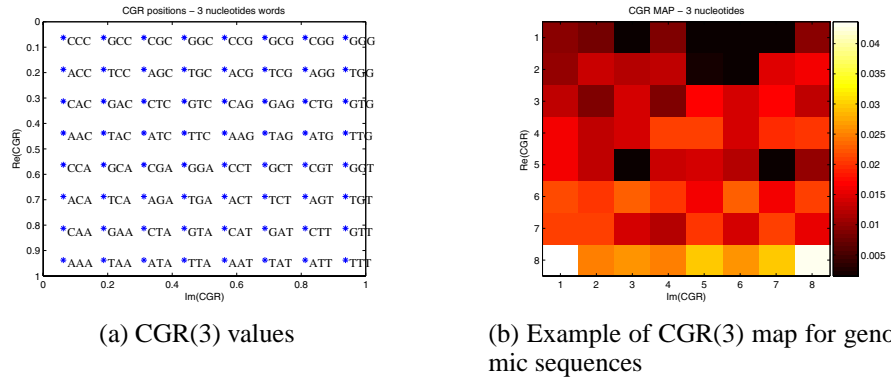 CGR positions – 3 nucleotides words
0
0.1
0.2
0.3
0.4
0.5
0.6
0.7
0.8
0.9
1
Re(CGR)
*CCC *GCC *CGC *GGC *CCG *GCG *CGG *GGG
*ACC *TCC *AGC *TGC *ACG *TCG *AGG *TGG
*CAC *GAC *CTC *GTC *CAG *GAG *CTG *GTG
*AAC *TAC *ATC *TTC *AAG *TAG *ATG *TTG
*CCA *GCA *CGA *GGA *CCT *GCT *CGT *GGT
*ACA *TCA *AGA *TGA *ACT *TCT *AGT *TGT
*CAA *GAA *CTA *GTA *CAT *GAT *CTT *GTT
*AAA *TAA *ATA *TTA *AAT *TAT *ATT *TTT
0 0.2 0.4 0.6 0.8 1
Im(CGR)
(a) CGR(3) values
CGR MAP – 3 nucleotides
1
2
3
4
5
6
7
8
Re(CGR)
1 2 3 4 5 6 7 8
Im(CGR)
0.04
0.035
0.03
0.025
0.02
0.015
0.01
0.005
(b) Example of CGR(3) map for geno
mic sequences